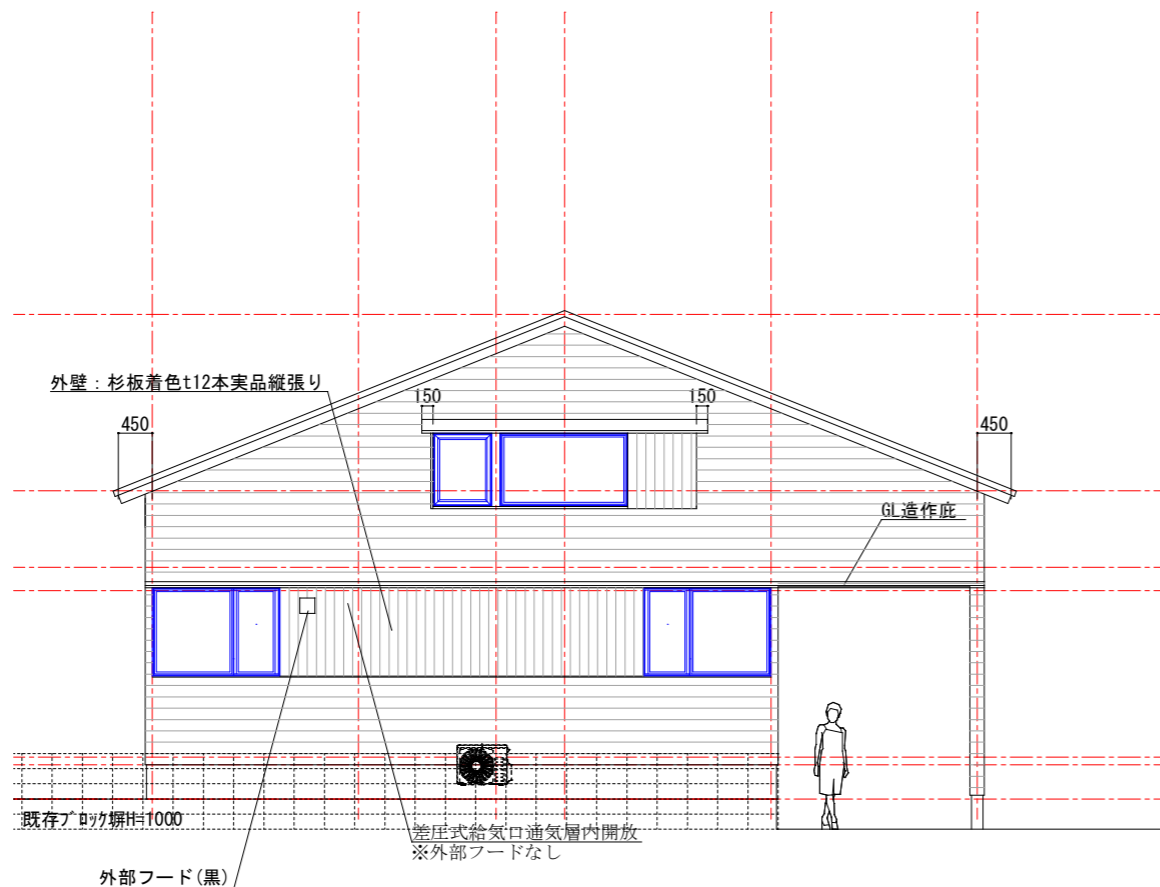 外壁：杉板着色t12本実品縦張り
150
150
450
450
GL造作庇
既存ブロック塀H=1000
差圧式給気口通気層内開放
※外部フードなし
外部フード(黒)